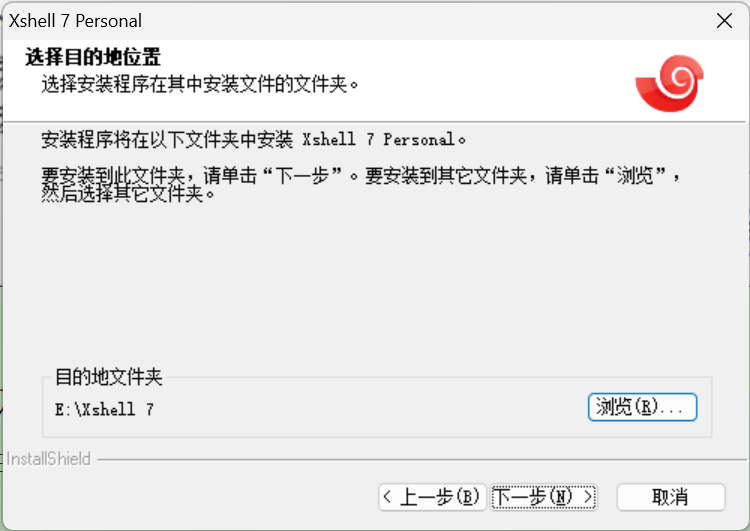 Xshell 7 Personal
选择目的地位置
选择安装程序在其中安装文件的文件夹。
安装程序将在以下文件夹中安装 Xshell 7 Personal。
要安装到此文件夹，请单击“下一步”。要安装到其它文件夹，请单击“浏览”，
然后选择其它文件夹。
目的地文件夹
E:\Xshell 7
浏览(R)...
InstallShield
< 上一步(B)
下一步(N) >
取消